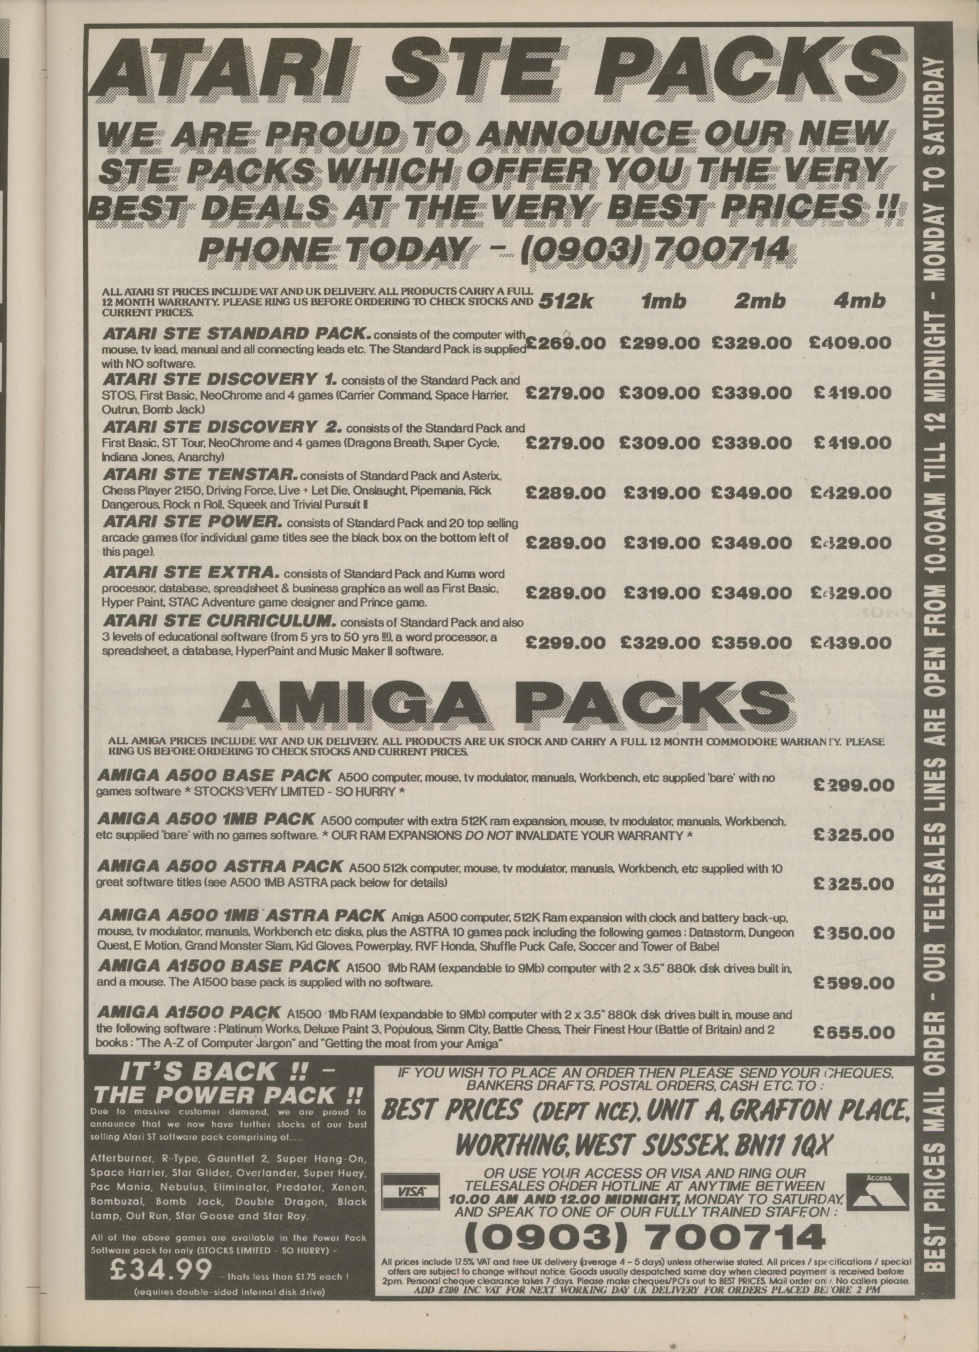 ATARI STE PACKS
WE ARE PROUD TO ANNOUNCE OUR NEW
STE PACKS WHICH OFFER YOU THE VERY
BEST DEALS AT THE VERY BEST PRICES !!
PHONE TODAY - (0903) 700714
ALL ATARI ST PRICES INCLUDE VAT AND UK DELIVERY. ALL PRODUCTS CARRY A FULL
12 MONTH WARRANTY. PLEASE RING US BEFORE ORDERING TO CHECK STOCKS AND
CURRENT PRICES.
512k 1mb 2mb 4mb
ATARI STE STANDARD PACK. consists of the computer with
mouse, tv lead, manual and all connecting leads etc. The Standard Pack is supplied
with NO software.
£269.00 £299.00 £329.00 £409.00
ATARI STE DISCOVERY 1. consists of the Standard Pack and
STOS, First Basic, NeoChrome and 4 games (Carrier Command, Space Harrier,
Outrun, Bomb Jack)
£279.00 £309.00 £339.00 £419.00
ATARI STE DISCOVERY 2. consists of the Standard Pack and
First Basic, ST Tour, NeoChrome and 4 games (Dragons Breath, Super Cycle,
Indiana Jones, Anarchy)
£279.00 £309.00 £339.00 £419.00
ATARI STE TENSTAR. consists of Standard Pack and Asterix,
Chess Player 2150, Driving Force, Live + Let Die, Onslaught, Pipemania, Rick
Dangerous, Rock n Roll, Squeek and Trivial Pursuit II
£289.00 £319.00 £349.00 £429.00
ATARI STE POWER. consists of Standard Pack and 20 top selling
arcade games (for individual game titles see the black box on the bottom left of
this page).
£289.00 £319.00 £349.00 £429.00
ATARI STE EXTRA. consists of Standard Pack and Kuma word
processor, database, spreadsheet & business graphics as well as First Basic,
Hyper Paint, STAC Adventure game designer and Prince game.
£289.00 £319.00 £349.00 £429.00
ATARI STE CURRICULUM. consists of Standard Pack and also
3 levels of educational software (from 5 yrs to 50 yrs !!!), a word processor, a
spreadsheet, a database, HyperPaint and Music Maker II software.
£299.00 £329.00 £359.00 £439.00
AMIGA PACKS
ALL AMIGA PRICES INCLUDE VAT AND UK DELIVERY. ALL PRODUCTS ARE UK STOCK AND CARRY A FULL 12 MONTH COMMODORE WARRANTY. PLEASE
RING US BEFORE ORDERING TO CHECK STOCKS AND CURRENT PRICES.
AMIGA A500 BASE PACK A500 computer, mouse, tv modulator, manuals, Workbench, etc supplied 'bare' with no
games software * STOCKS VERY LIMITED - SO HURRY *
£299.00
AMIGA A500 1MB PACK A500 computer with extra 512K ram expansion, mouse, tv modulator, manuals, Workbench,
etc supplied 'bare' with no games software. * OUR RAM EXPANSIONS DO NOT INVALIDATE YOUR WARRANTY *
£325.00
AMIGA A500 ASTRA PACK A500 512k computer, mouse, tv modulator, manuals, Workbench, etc supplied with 10
great software titles (see A500 1MB ASTRA pack below for details)
£325.00
AMIGA A500 1MB ASTRA PACK Amiga A500 computer, 512K Ram expansion with clock and battery back-up,
mouse, tv modulator, manuals, Workbench etc disks, plus the ASTRA 10 games pack including the following games : Datastorm, Dungeon
Quest, E Motion, Grand Monster Slam, Kid Gloves, Powerplay, RVF Honda, Shuffle Puck Cafe, Soccer and Tower of Babel
£350.00
AMIGA A1500 BASE PACK A1500 1Mb RAM (expandable to 9Mb) computer with 2 x 3.5" 880k disk drives built in,
and a mouse. The A1500 base pack is supplied with no software.
£599.00
AMIGA A1500 PACK A1500 1Mb RAM (expandable to 9Mb) computer with 2 x 3.5" 880k disk drives built in, mouse and
the following software : Platinum Works, Deluxe Paint 3, Populous, Simm City, Battle Chess, Their Finest Hour (Battle of Britain) and 2
books : "The A-Z of Computer Jargon" and "Getting the most from your Amiga"
£655.00
IT'S BACK !! -
THE POWER PACK !!
Due to massive customer demand, we are proud to
announce that we now have further stocks of our best
selling Atari ST software pack comprising of.....
Afterburner, R-Type, Gauntlet 2, Super Hang-On,
Space Harrier, Star Glider, Overlander, Super Huey,
Pac Mania, Nebulus, Eliminator, Predator, Xenon,
Bombuzal, Bomb Jack, Double Dragon, Black
Lamp, Out Run, Star Goose and Star Ray.
All of the above games are available in the Power Pack
Software pack for only (STOCKS LIMITED - SO HURRY) -
£34.99 - thats less than £1.75 each !
(requires double-sided internal disk drive)
IF YOU WISH TO PLACE AN ORDER THEN PLEASE SEND YOUR CHEQUES,
BANKERS DRAFTS, POSTAL ORDERS, CASH ETC. TO :
BEST PRICES (DEPT NCE), UNIT A, GRAFTON PLACE,
WORTHING, WEST SUSSEX. BN11 1QX
OR USE YOUR ACCESS OR VISA AND RING OUR
TELESALES ORDER HOTLINE AT ANYTIME BETWEEN
10.00 AM AND 12.00 MIDNIGHT, MONDAY TO SATURDAY,
AND SPEAK TO ONE OF OUR FULLY TRAINED STAFF, ON :
VISA
Access
(0903) 700714
All prices include 17.5% VAT and free UK delivery (average 4 - 5 days) unless otherwise stated. All prices / specifications / special
offers are subject to change without notice. Goods usually despatched same day when cleared payment is received before
2pm. Personal cheque clearance takes 7 days. Please make cheques/PO's out to BEST PRICES. Mail order only. No callers please.
ADD £7.00 INC VAT FOR NEXT WORKING DAY UK DELIVERY FOR ORDERS PLACED BEFORE 2 PM
BEST PRICES MAIL ORDER - OUR TELESALES LINES ARE OPEN FROM 10.00AM TILL 12 MIDNIGHT - MONDAY TO SATURDAY